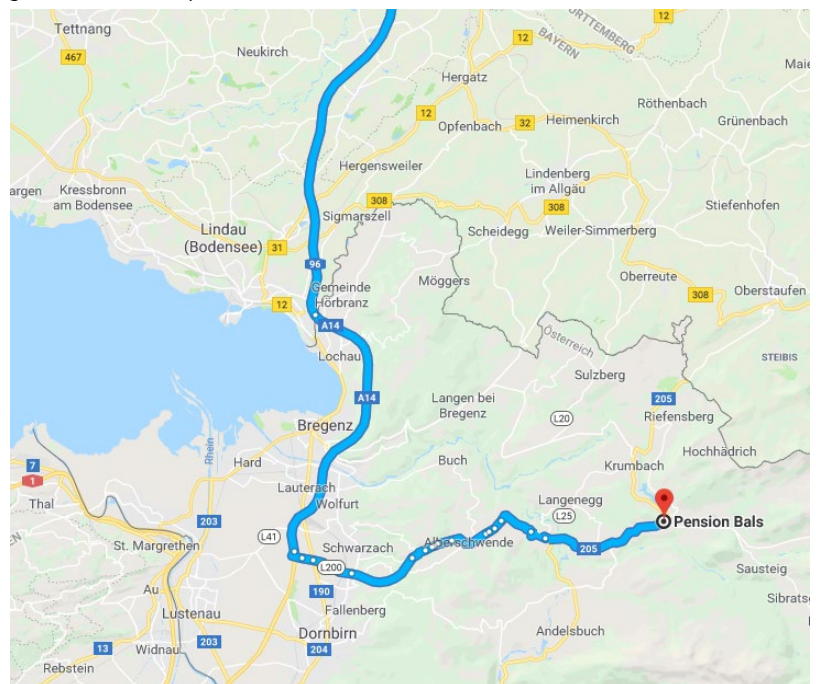 WÜRTTEMBERG
12
Tettnang
12
BAYERN
Neukirch
467
Hergatz
Röthenbach
12
Grünenbach
32
Heimenkirch
Opfenbach
Hergensweiler
Lindenberg
im Allgäu
Kressbronn
am Bodensee
308
308
Stiefenhofen
Sigmarszell
Scheidegg
Weiler-Simmerberg
Lindau
(Bodensee)
31
96
Oberreute
Möggers
Gemeinde
Hörbranz
308
Oberstaufen
12
A14
Österreich
Lochau
STEIBIS
Sulzberg
A14
Langen bei
Bregenz
205
L20
Riefensberg
Bregenz
Rhein
Hochhädrich
Hard
Buch
Krumbach
7
1
Lauterach
Thal
Wolfurt
Langenegg
203
L25
Pension Bals
L41
St. Margrethen
Schwarzach
Alberschwende
205
L200
Sausteig
Au
190
Lustenau
Fallenberg
203
Dornbirn
Andelsbuch
13
Widnau
204
Rebstein